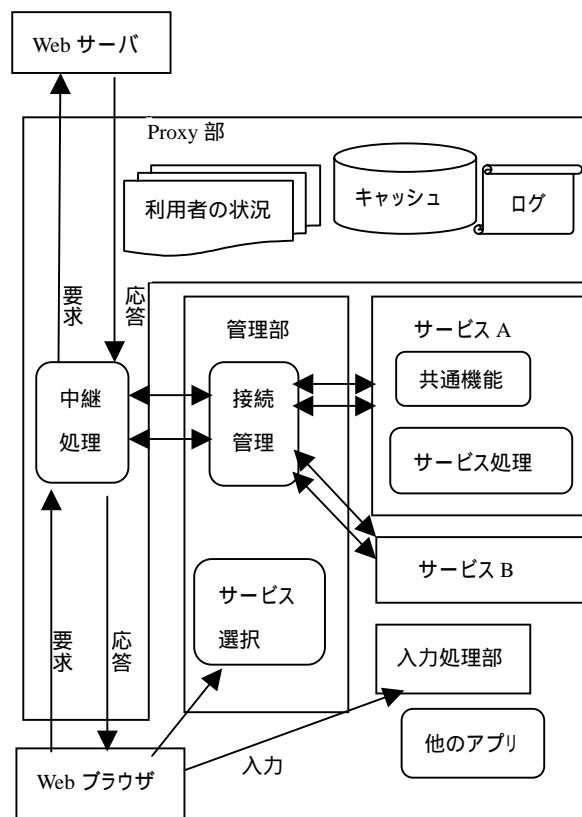 Web サーバ
Proxy 部
利用者の状況
キャッシュ
ログ
要求
応答
管理部
サービス A
共通機能
中継
処理
接続
管理
サービス処理
サービス B
サービス
選択
要求
応答
入力処理部
他のアプリ
入力
Web ブラウザ